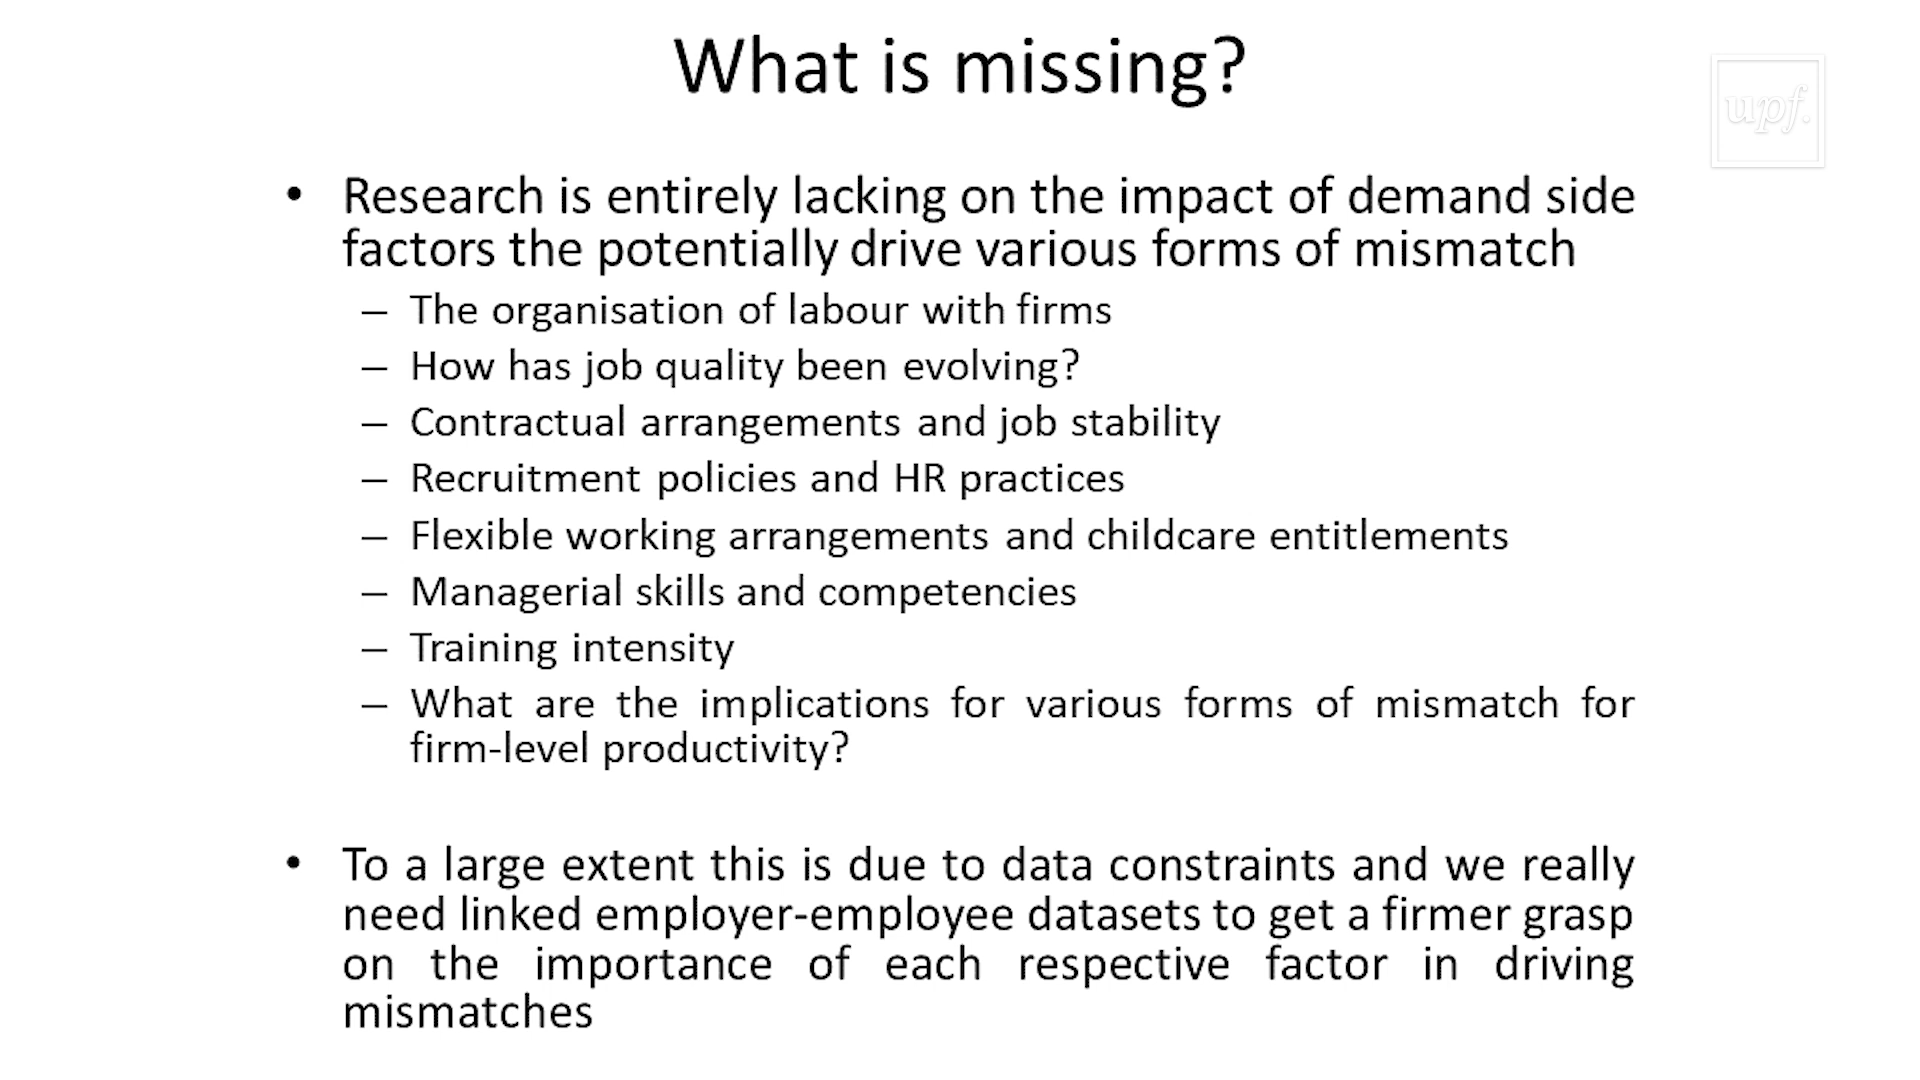 What is missing?
upf.
• Research is entirely lacking on the impact of demand side
factors the potentially drive various forms of mismatch
– The organisation of labour with firms
– How has job quality been evolving?
– Contractual arrangements and job stability
– Recruitment policies and HR practices
– Flexible working arrangements and childcare entitlements
– Managerial skills and competencies
– Training intensity
– What are the implications for various forms of mismatch for
firm-level productivity?
• To a large extent this is due to data constraints and we really
need linked employer-employee datasets to get a firmer grasp
on the importance of each respective factor in driving
mismatches